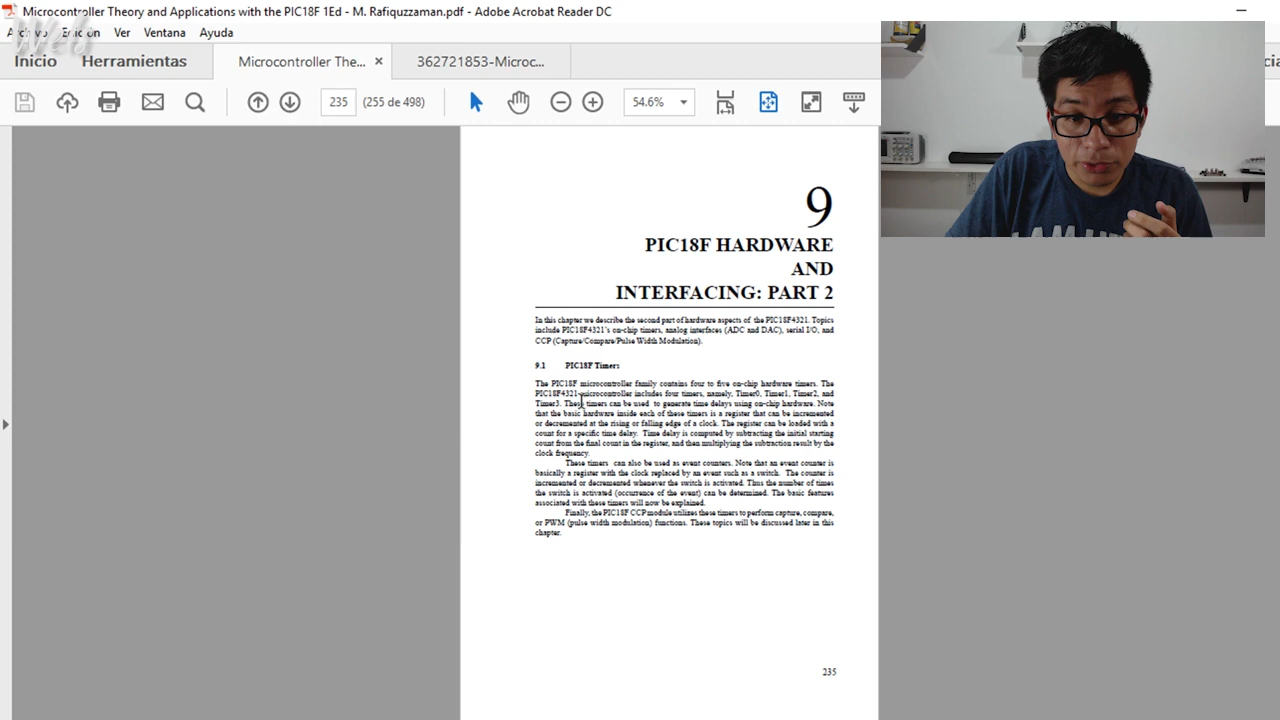 Microcontroller Theory and Applications with the PIC18F 1Ed - M. Rafiquzzaman.pdf - Adobe Acrobat Reader DC
Archivo Edición Ver Ventana Ayuda
Web
Inicio Herramientas Microcontroller The... × 362721853-Microc...
235 (255 de 498) 54.6%
9
PIC18F HARDWARE
AND
INTERFACING: PART 2
In this chapter we describe the second part of hardware aspects of the PIC18F4321. Topics
include PIC18F4321's on-chip timers, analog interfaces (ADC and DAC), serial I/O, and
CCP (Capture/Compare/Pulse Width Modulation).
9.1 PIC18F Timers
The PIC18F microcontroller family contains four to five on-chip hardware timers. The
PIC18F4321 microcontroller includes four timers, namely, Timer0, Timer1, Timer2, and
Timer3. These timers can be used to generate time delays using on-chip hardware. Note
that the basic hardware inside each of these timers is a register that can be incremented
or decremented at the rising or falling edge of a clock. The register can be loaded with a
count for a specific time delay. Time delay is computed by subtracting the initial starting
count from the final count in the register, and then multiplying the subtraction result by the
clock frequency.
These timers can also be used as event counters. Note that an event counter is
basically a register with the clock replaced by an event such as a switch. The counter is
incremented or decremented whenever the switch is activated. Thus the number of times
the switch is activated (occurrence of the event) can be determined. The basic features
associated with these timers will now be explained.
Finally, the PIC18F CCP module utilizes these timers to perform capture, compare,
or PWM (pulse width modulation) functions. These topics will be discussed later in this
chapter.
235